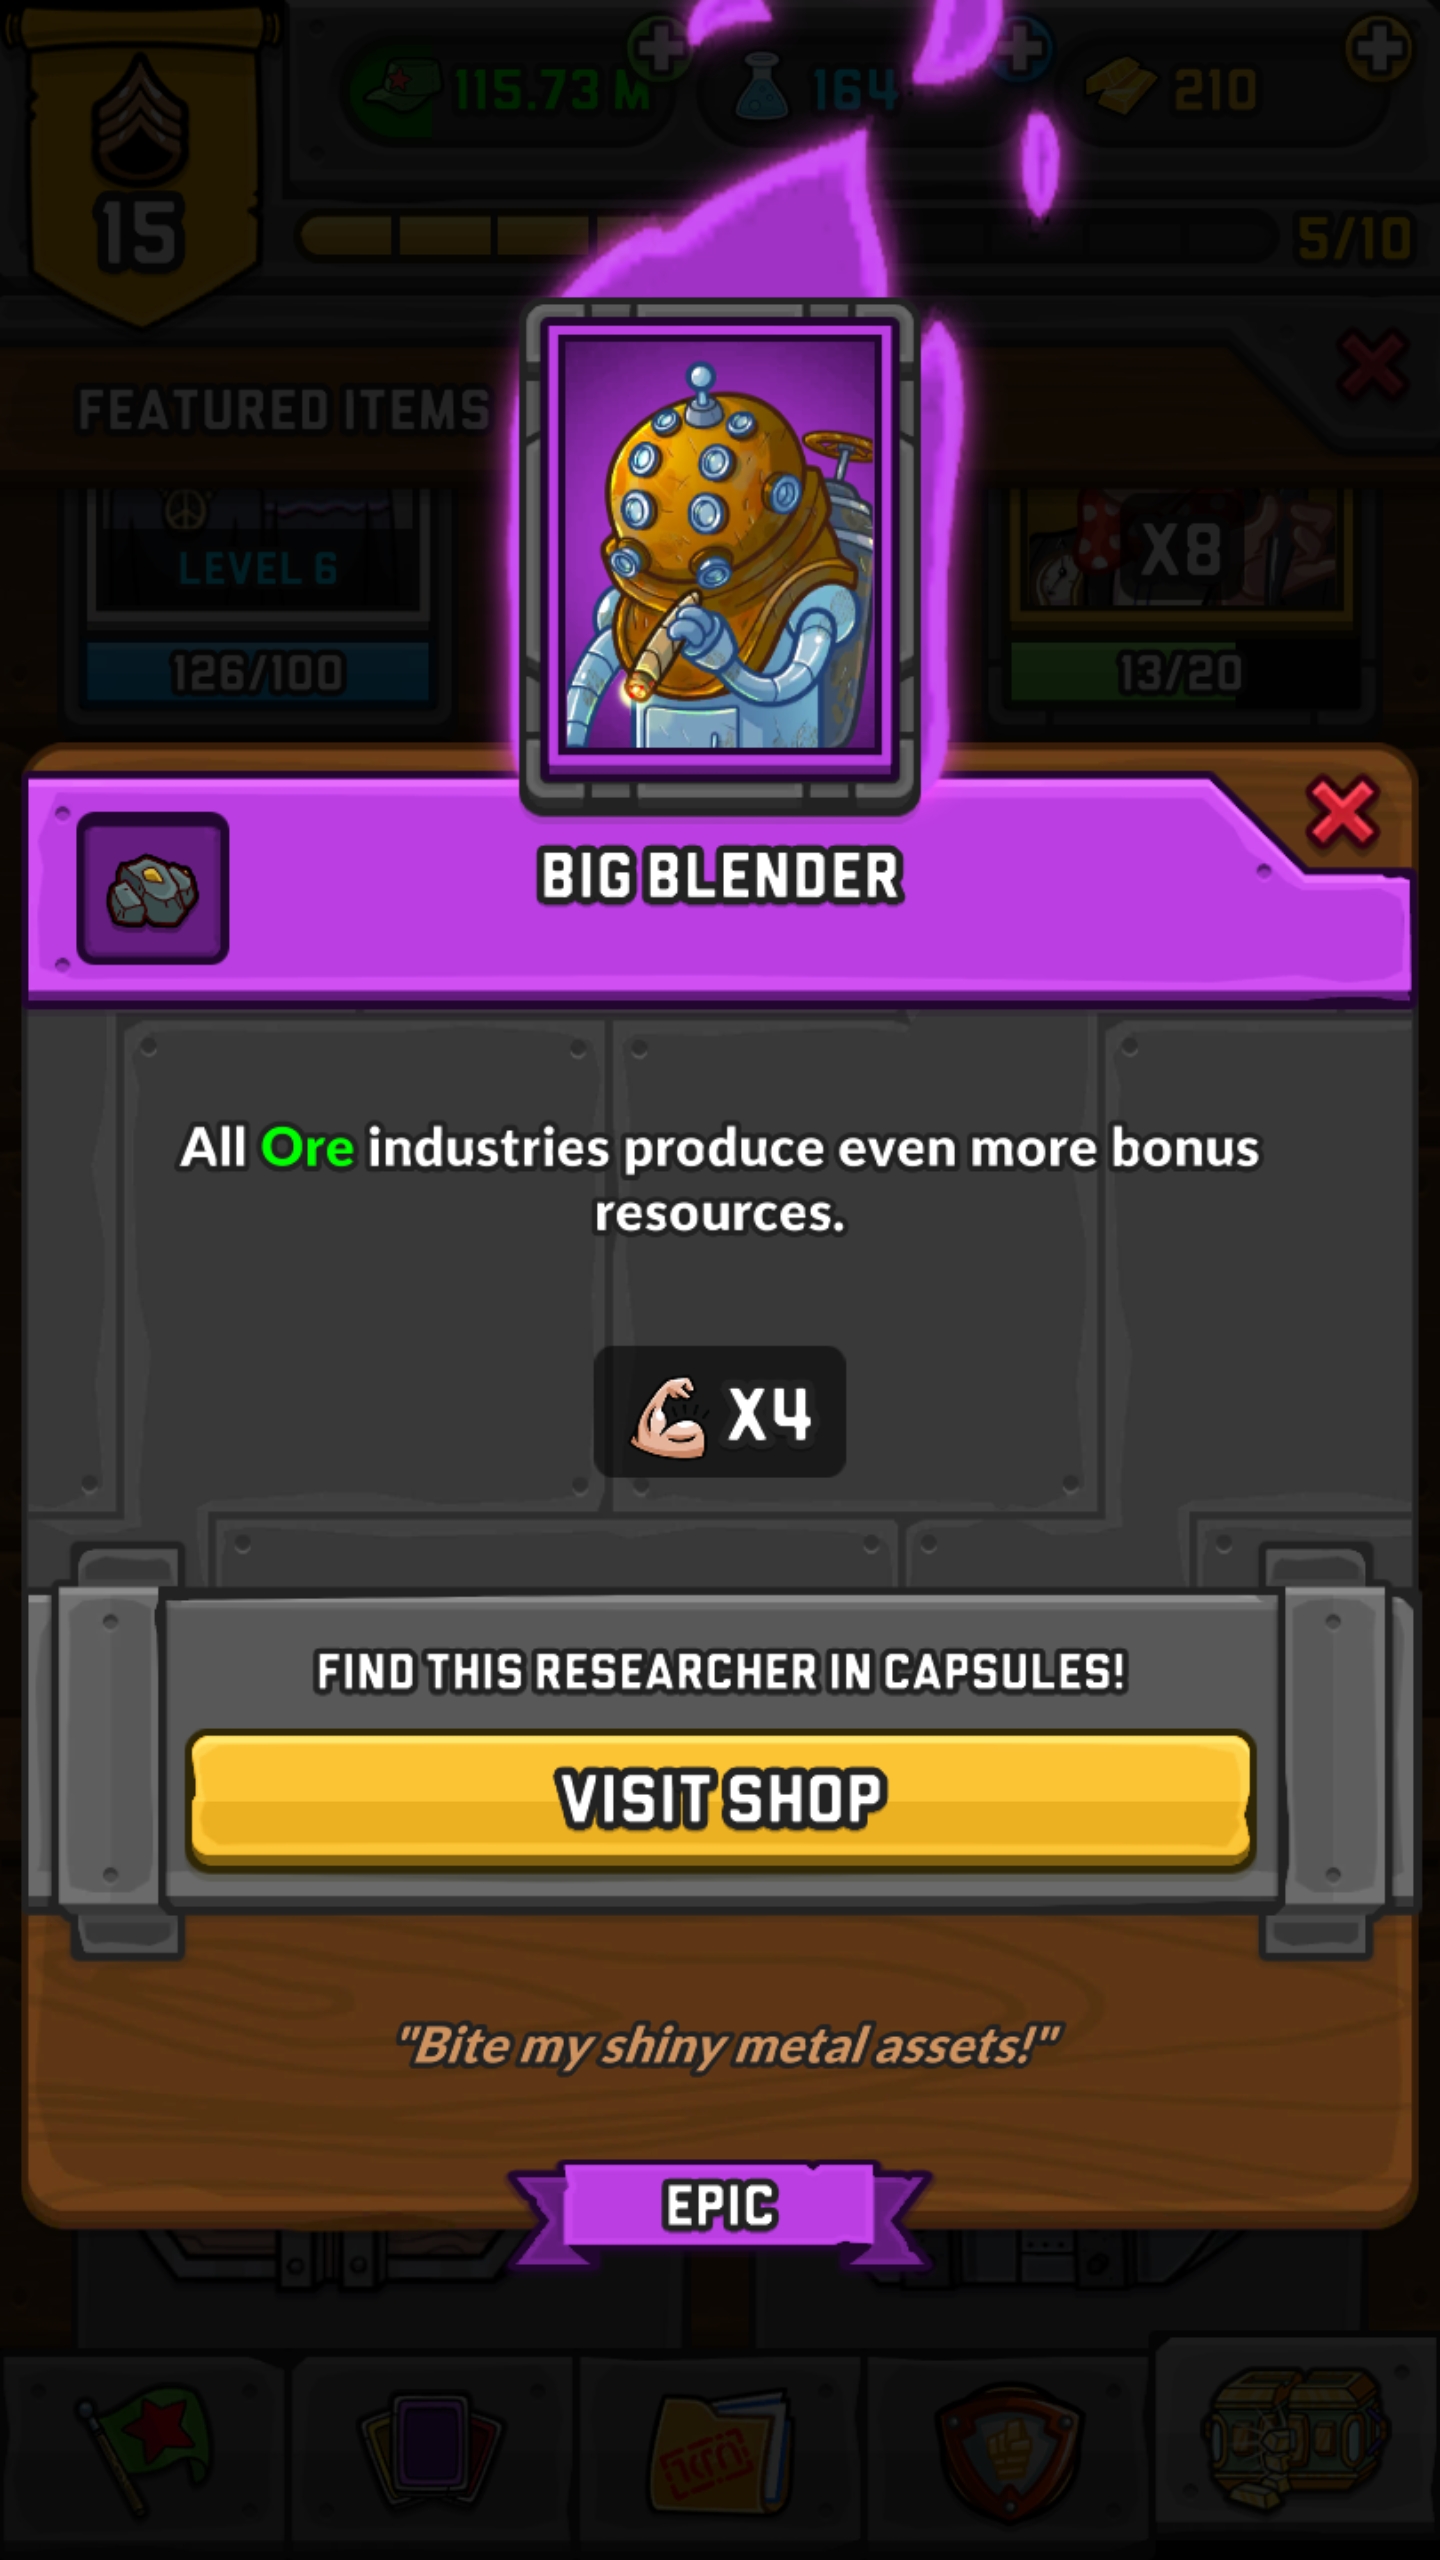 115.73 M
164
210
15
5/10
FEATURED ITEMS
LEVEL 6
X8
126/100
13/20
BIG BLENDER
All Ore industries produce even more bonus
resources.
X4
FIND THIS RESEARCHER IN CAPSULES!
VISIT SHOP
"Bite my shiny metal assets!"
EPIC